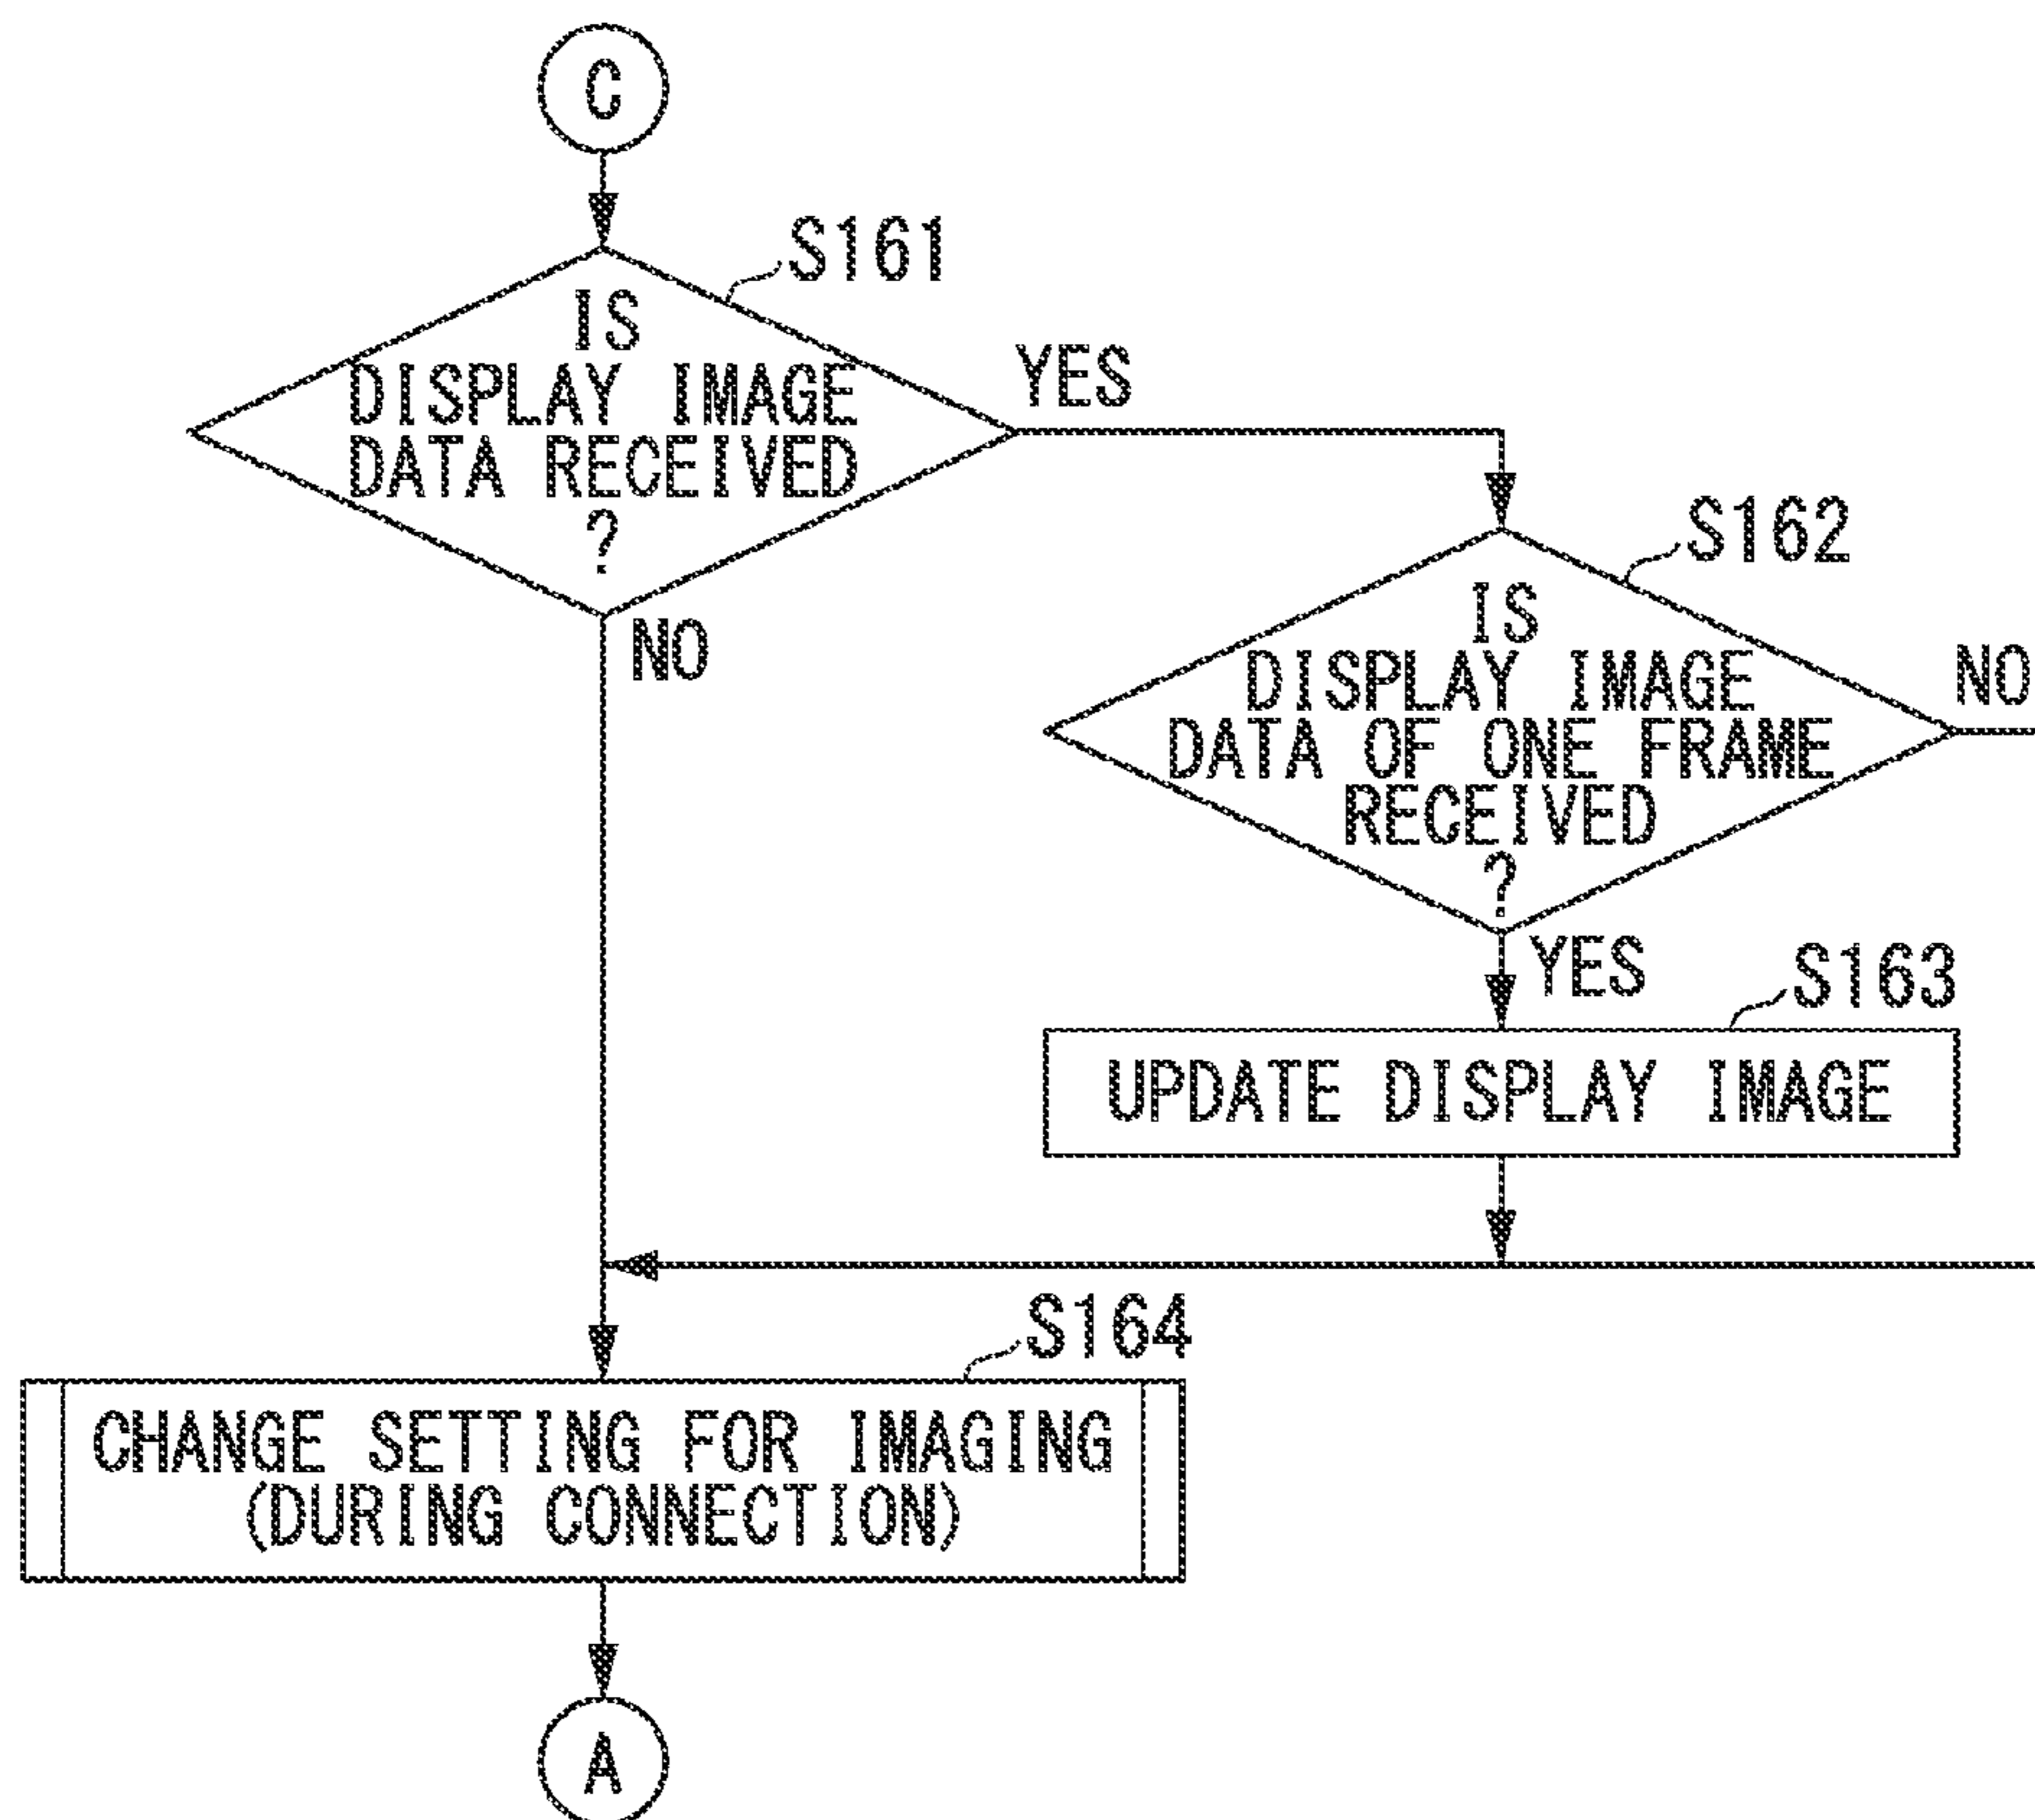 C
S161
IS
DISPLAY IMAGE
DATA RECEIVED
?
YES
NO
S162
IS
DISPLAY IMAGE
DATA OF ONE FRAME
RECEIVED
?
NO
YES
S163
UPDATE DISPLAY IMAGE
S164
CHANGE SETTING FOR IMAGING
(DURING CONNECTION)
A